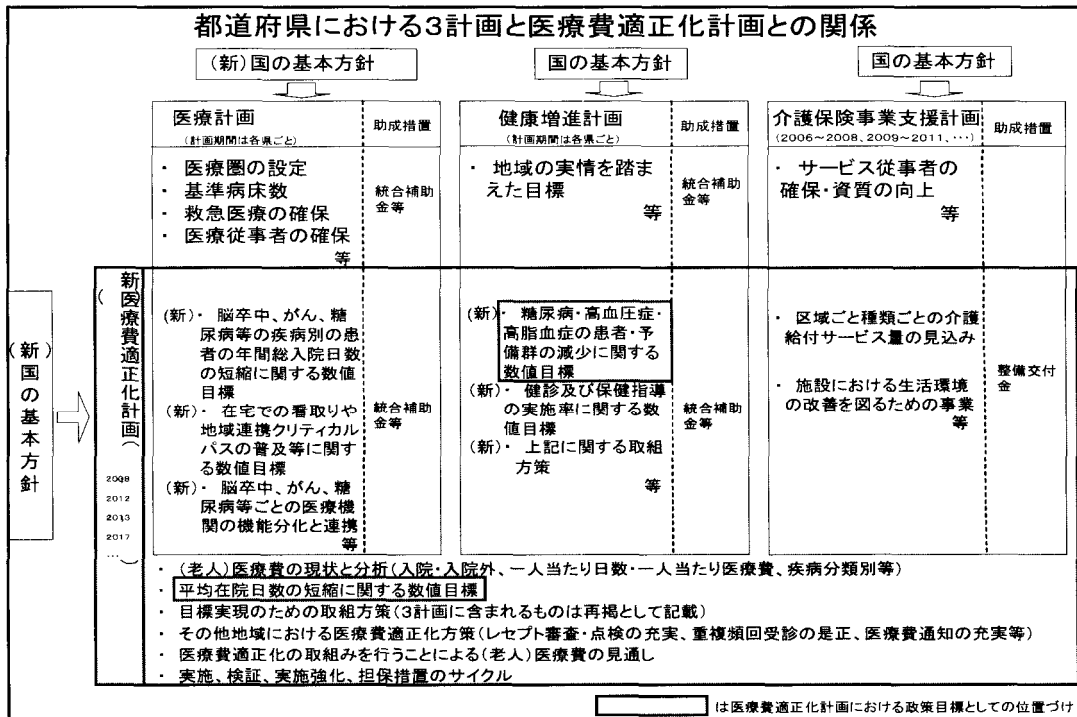 都道府県における3計画と医療費適正化計画との関係
(新)国の基本方針
国の基本方針
国の基本方針
医療計画
(計画期間は各県ごと)
助成措置
・ 医療圏の設定
・ 基準病床数
・ 救急医療の確保
・ 医療従事者の確保
等
統合補助
金等
健康増進計画
(計画期間は各県ごと)
助成措置
・ 地域の実情を踏ま
えた目標
等
統合補助
金等
介護保険事業支援計画
(2006～2008、2009～2011、…)
助成措置
・ サービス従事者の
確保・資質の向上
等
(新)国の基本方針
新医療費適正化計画
(
2008
2012
2013
2017
…)
(新)・ 脳卒中、がん、糖
尿病等の疾病別の患
者の年間総入院日数
の短縮に関する数値
目標
(新)・ 在宅での看取りや
地域連携クリティカル
パスの普及等に関す
る数値目標
(新)・ 脳卒中、がん、糖
尿病等ごとの医療機
関の機能分化と連携
等
統合補助
金等
(新)・ 糖尿病・高血圧症・
高脂血症の患者・予
備群の減少に関する
数値目標
(新)・ 健診及び保健指導
の実施率に関する数
値目標
(新)・ 上記に関する取組
方策
等
統合補助
金等
・ 区域ごと種類ごとの介護
給付サービス量の見込み
・ 施設における生活環境
の改善を図るための事業
等
整備交付
金
・ (老人)医療費の現状と分析(入院・入院外、一人当たり日数・一人当たり医療費、疾病分類別等)
・ 平均在院日数の短縮に関する数値目標
・ 目標実現のための取組方策(3計画に含まれるものは再掲として記載)
・ その他地域における医療費適正化方策(レセプト審査・点検の充実、重複頻回受診の是正、医療費通知の充実等)
・ 医療費適正化の取組みを行うことによる(老人)医療費の見通し
・ 実施、検証、実施強化、担保措置のサイクル
は医療費適正化計画における政策目標としての位置づけ